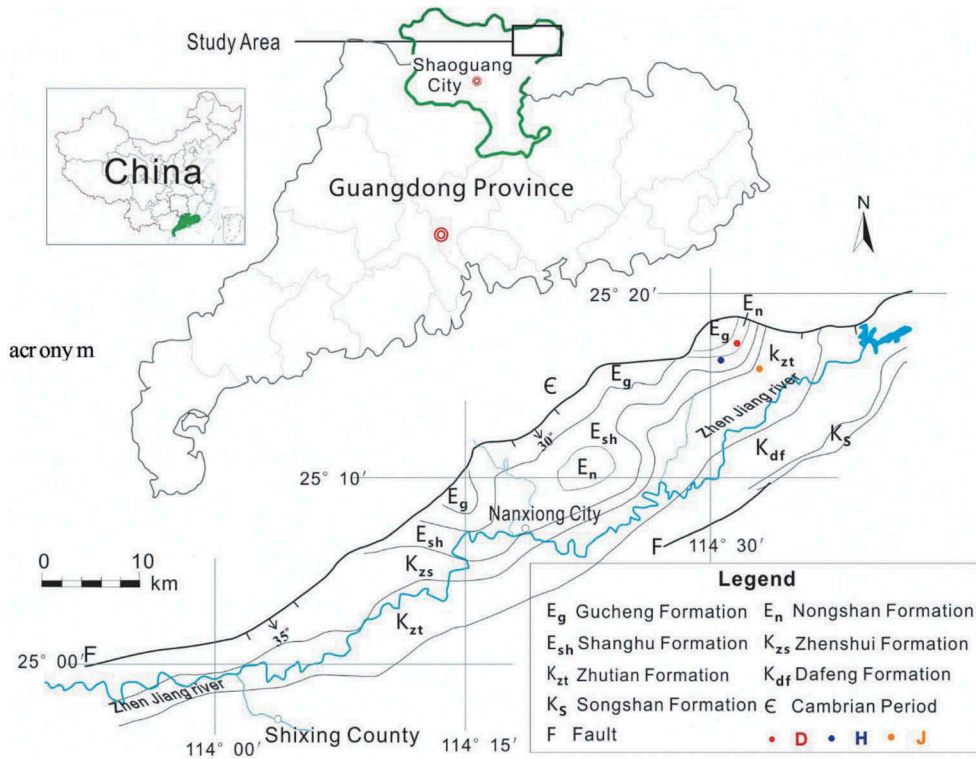 Study Area
Shaoguang
City
China
Guangdong Province
N
25° 20′
En
Eg
kzt
acronym
Є
Eg
Zhen Jiang river
30°
Esh
Ks
Kdf
En
25° 10′
Eg
Nanxiong City
F
114° 30′
Esh
0 10
km
Kzs
Kzt
35°
25° 00′ F
Zhen Jiang river
Shixing County
114° 00′
114° 15′
Legend
Eg Gucheng Formation En Nongshan Formation
Esh Shanghu Formation Kzs Zhenshui Formation
Kzt Zhutian Formation Kdf Dafeng Formation
Ks Songshan Formation Є Cambrian Period
F Fault D H J